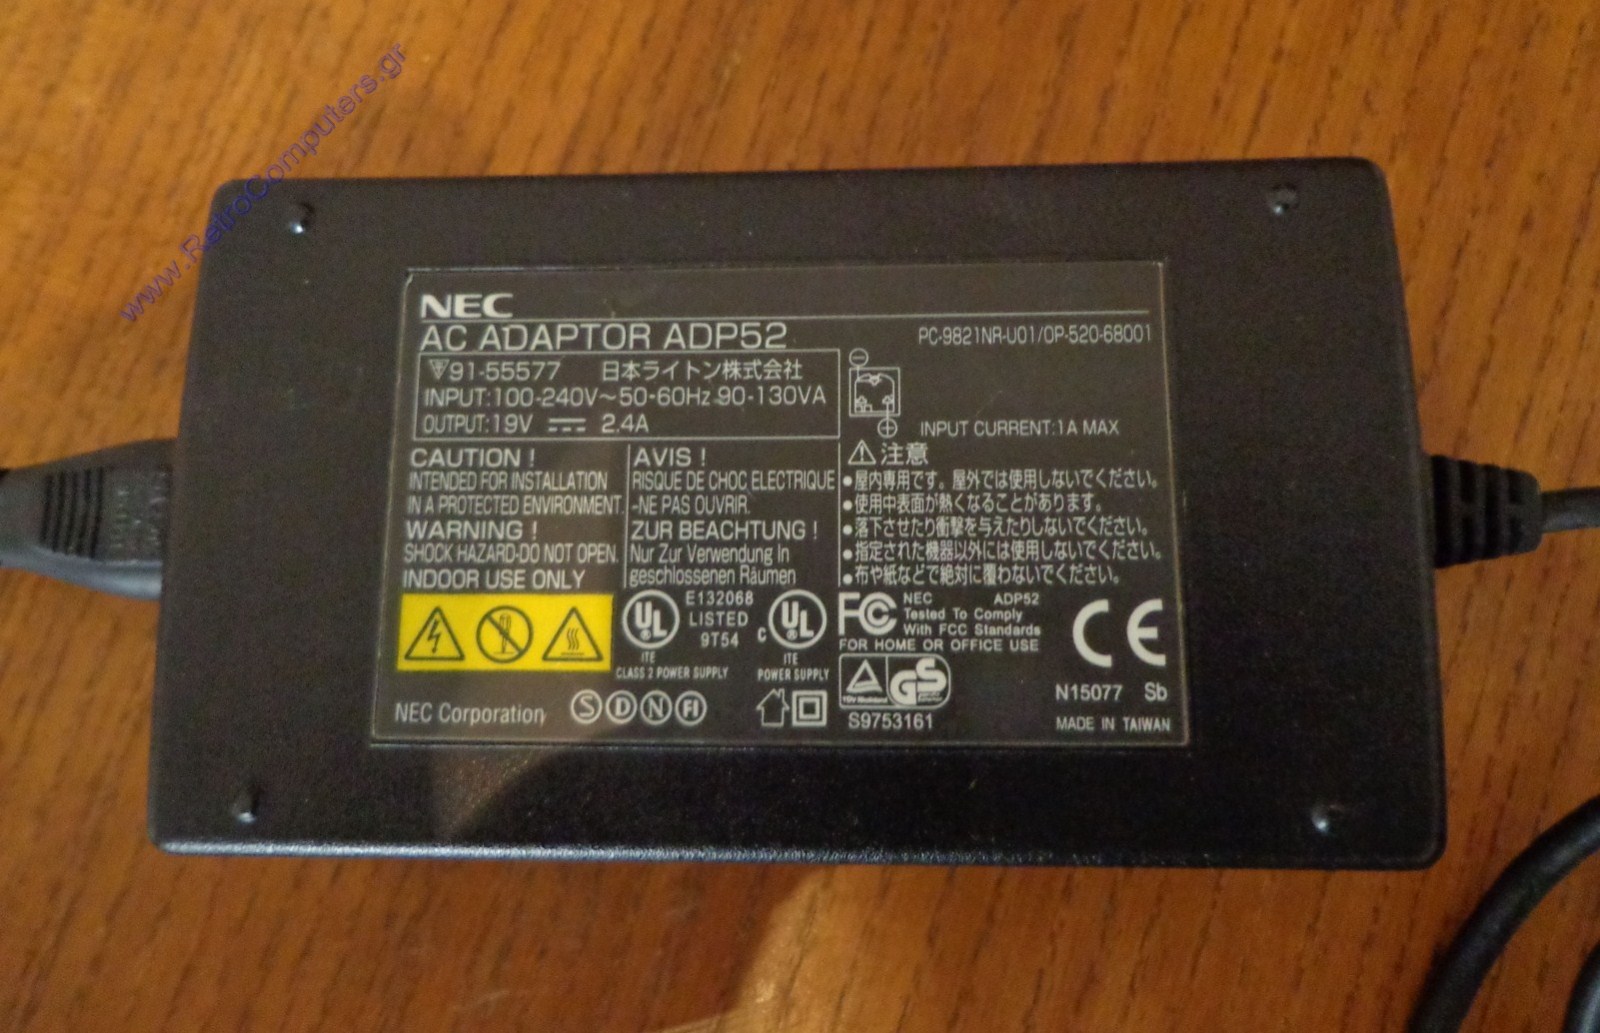 www.RetroComputers.gr
NEC
AC ADAPTOR ADP52
PC-9821NR-U01/OP-520-68001
91-55577 日本ライトン株式会社
INPUT:100-240V~50-60Hz 90-130VA
OUTPUT:19V 2.4A
INPUT CURRENT:1A MAX
CAUTION !
INTENDED FOR INSTALLATION
IN A PROTECTED ENVIRONMENT.
WARNING !
SHOCK HAZARD-DO NOT OPEN.
INDOOR USE ONLY
AVIS !
RISQUE DE CHOC ELECTRIQUE
-NE PAS OUVRIR.
ZUR BEACHTUNG !
Nur Zur Verwendung In
geschlossenen Räumen
注意
●屋内専用です。屋外では使用しないでください。
●使用中表面が熱くなることがあります。
●落下させたり衝撃を与えたりしないでください。
●指定された機器以外には使用しないでください。
●布や紙などで絶対に覆わないでください。
UL
E132068
LISTED
9T54
ITE
CLASS 2 POWER SUPPLY
C UL
ITE
POWER SUPPLY
FC
NEC ADP52
Tested To Comply
With FCC Standards
FOR HOME OR OFFICE USE
CE
N15077 Sb
MADE IN TAIWAN
GS
S9753161
NEC Corporation
S D N FI